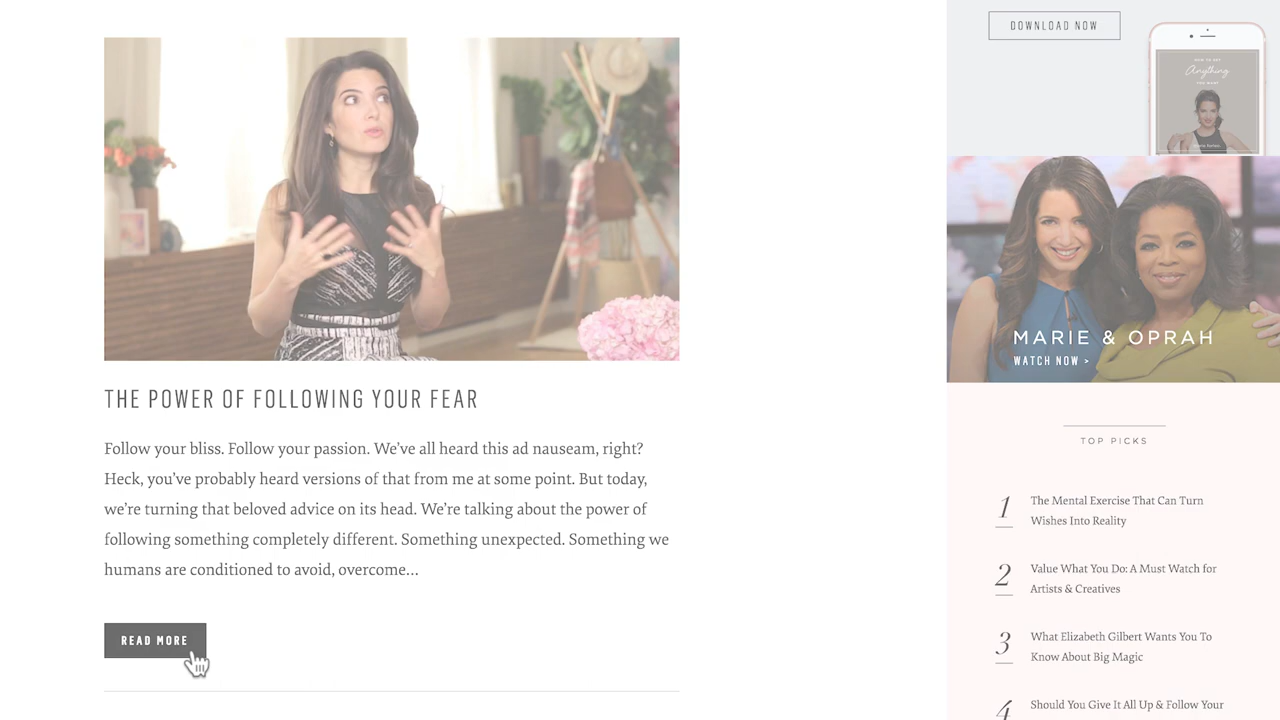 DOWNLOAD NOW
HOW TO GET
Anything
YOU WANT
MARIE & OPRAH
WATCH NOW >
THE POWER OF FOLLOWING YOUR FEAR
Follow your bliss. Follow your passion. We’ve all heard this ad nauseam, right?
Heck, you’ve probably heard versions of that from me at some point. But today,
we’re turning that beloved advice on its head. We’re talking about the power of
following something completely different. Something unexpected. Something we
humans are conditioned to avoid, overcome...
READ MORE
TOP PICKS
1
The Mental Exercise That Can Turn
Wishes Into Reality
2
Value What You Do: A Must Watch for
Artists & Creatives
3
What Elizabeth Gilbert Wants You To
Know About Big Magic
4
Should You Give It All Up & Follow Your